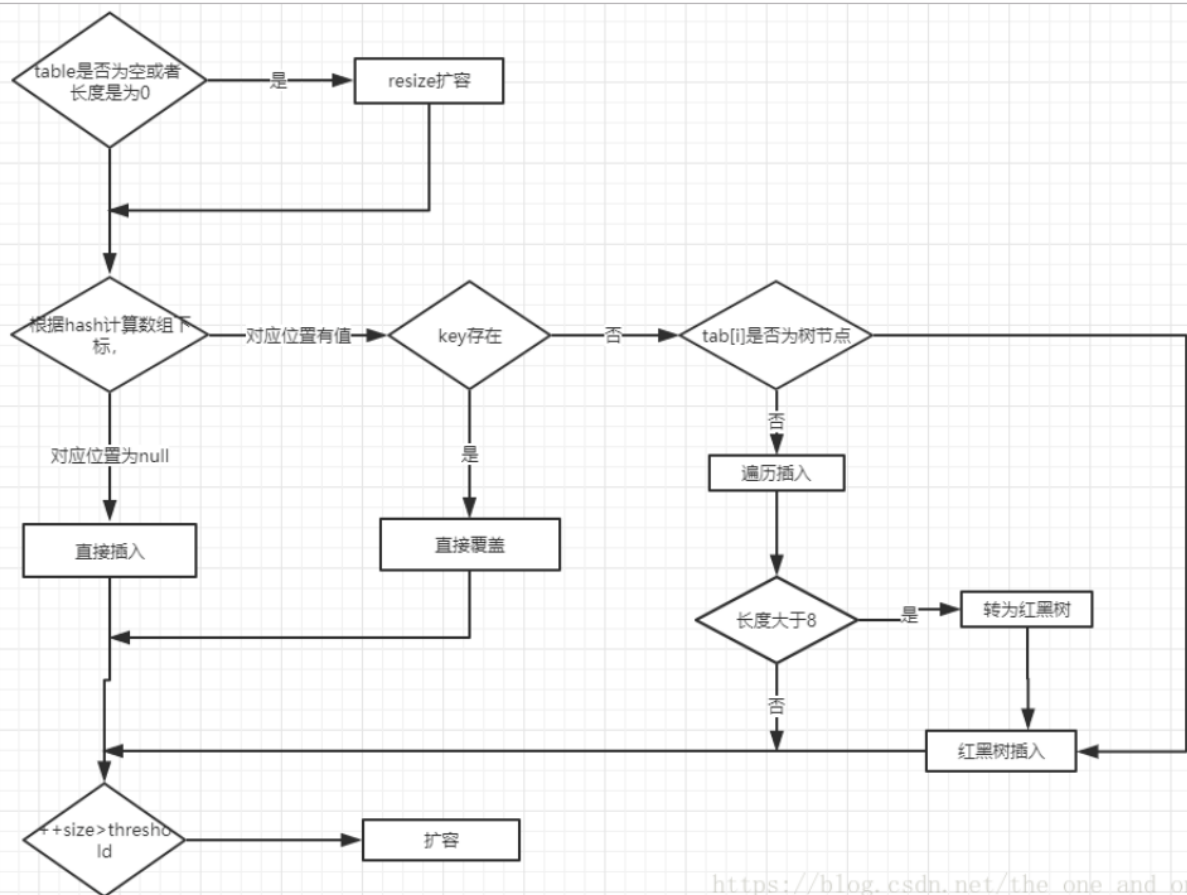 table是否为空或者
长度是为0
是
resize扩容
根据hash计算数组下
标，
对应位置有值
key存在
否
tab[i]是否为树节点
对应位置为null
是
否
遍历插入
直接插入
直接覆盖
长度大于8
是
转为红黑树
否
红黑树插入
++size>thresho
ld
扩容
https://blog.csdn.net/the_one_and_o